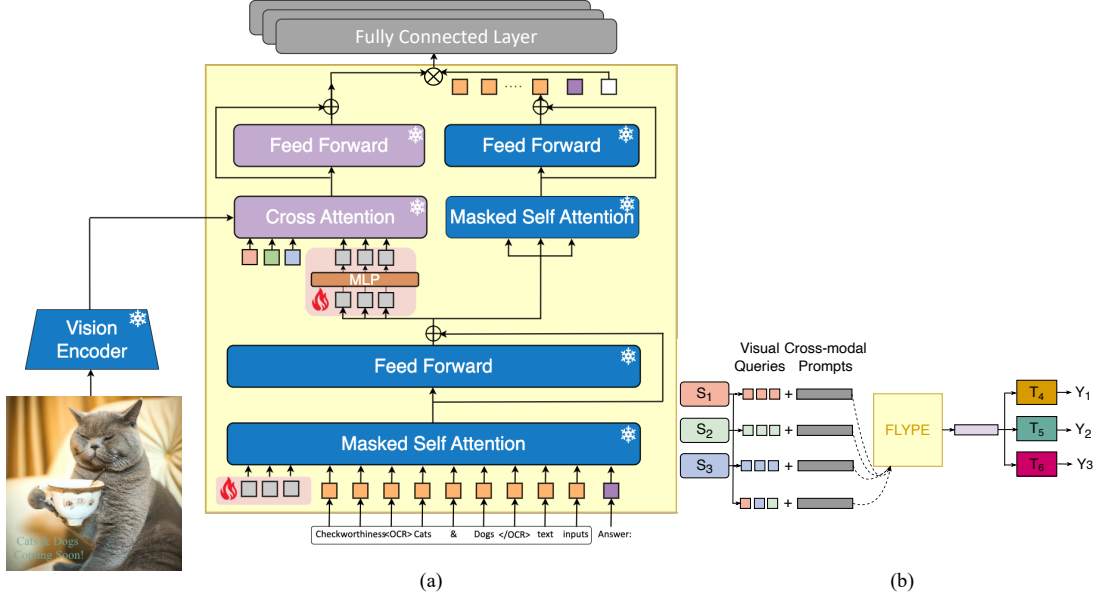 Fully Connected Layer
Feed Forward
Feed Forward
Cross Attention
Masked Self Attention
MLP
Vision
Encoder
Feed Forward
Masked Self Attention
Checkworthiness <OCR> Cats & Dogs </OCR> text inputs Answer:
Cats & Dogs
Coming Soon!
(a)
Visual Cross-modal
Queries Prompts
S1 +
S2 +
S3 +
+
FLYPE
T4 Y1
T5 Y2
T6 Y3
(b)